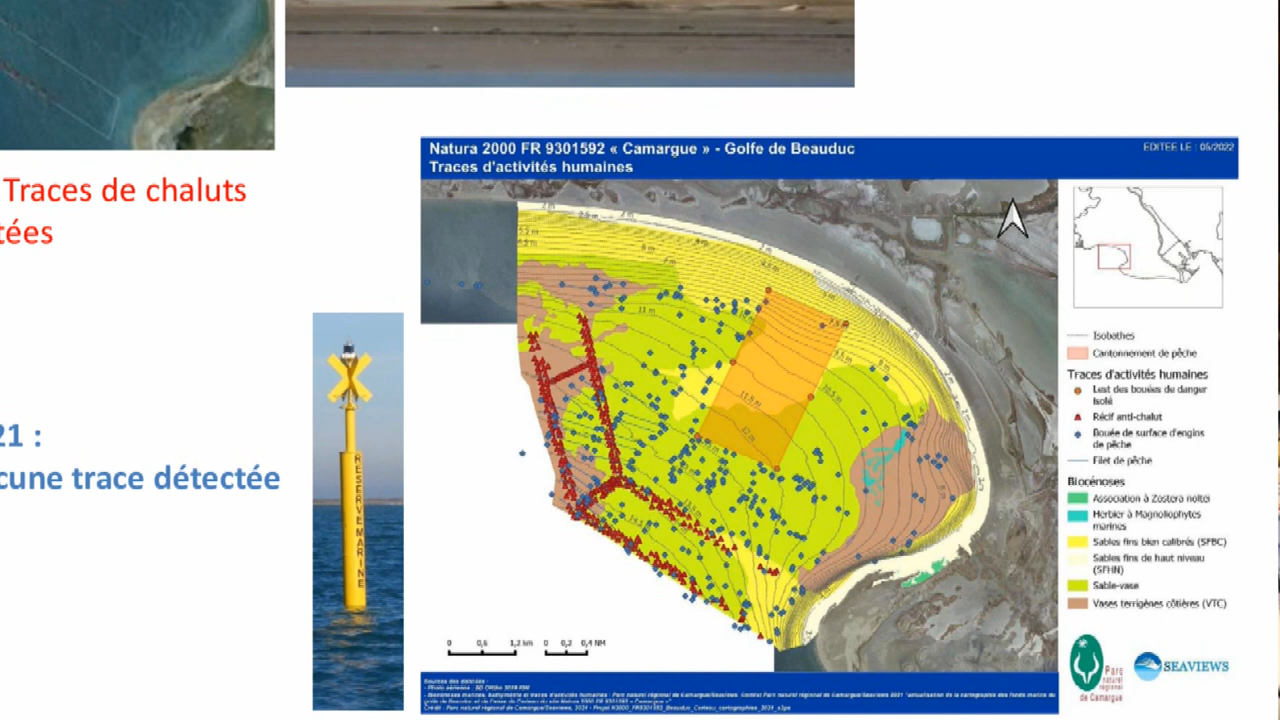 Traces de chaluts
tées
21 :
cune trace détectée
RESERVE MARINE
Natura 2000 FR 9301592 « Camargue » - Golfe de Beauduc
Traces d'activités humaines
EDITEE LE : 05/2022
Isobathes
Cantonnement de pêche
Traces d'activités humaines
Lest des bouées de danger
isolé
Récif anti-chalut
Bouée de surface d'engins
de pêche
Filet de pêche
Biocénoses
Association à Zostera noltei
Herbier à Magnoliophytes
marines
Sables fins bien calibrés (SFBC)
Sables fins de haut niveau
(SFHN)
Sable-vase
Vases terrigènes côtières (VTC)
0 0,6 1,2 km 0 0,2 0,4 NM
Parc
naturel
régional
de Camargue
SEAVIEWS
Sources des données :